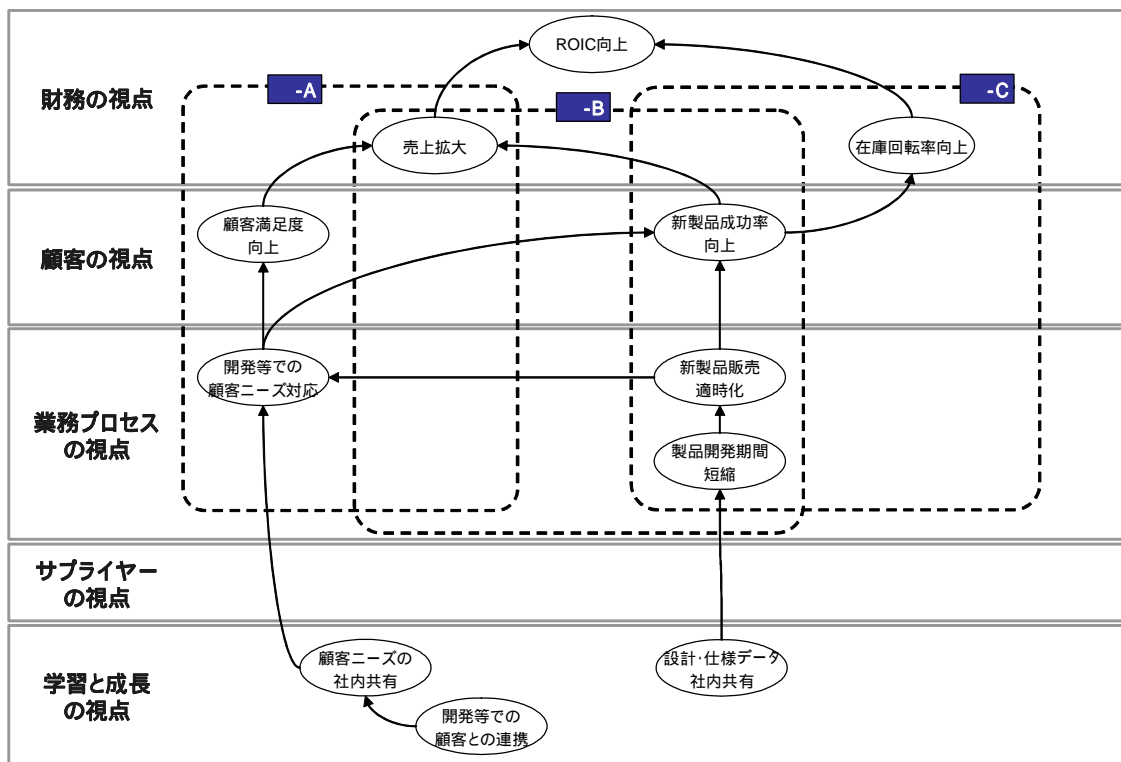 ROIC向上
財務の視点
-A
-B
-C
売上拡大
在庫回転率向上
顧客の視点
顧客満足度
向上
新製品成功率
向上
業務プロセス
の視点
開発等での
顧客ニーズ対応
新製品販売
適時化
製品開発期間
短縮
サプライヤー
の視点
学習と成長
の視点
顧客ニーズの
社内共有
設計・仕様データ
社内共有
開発等での
顧客との連携